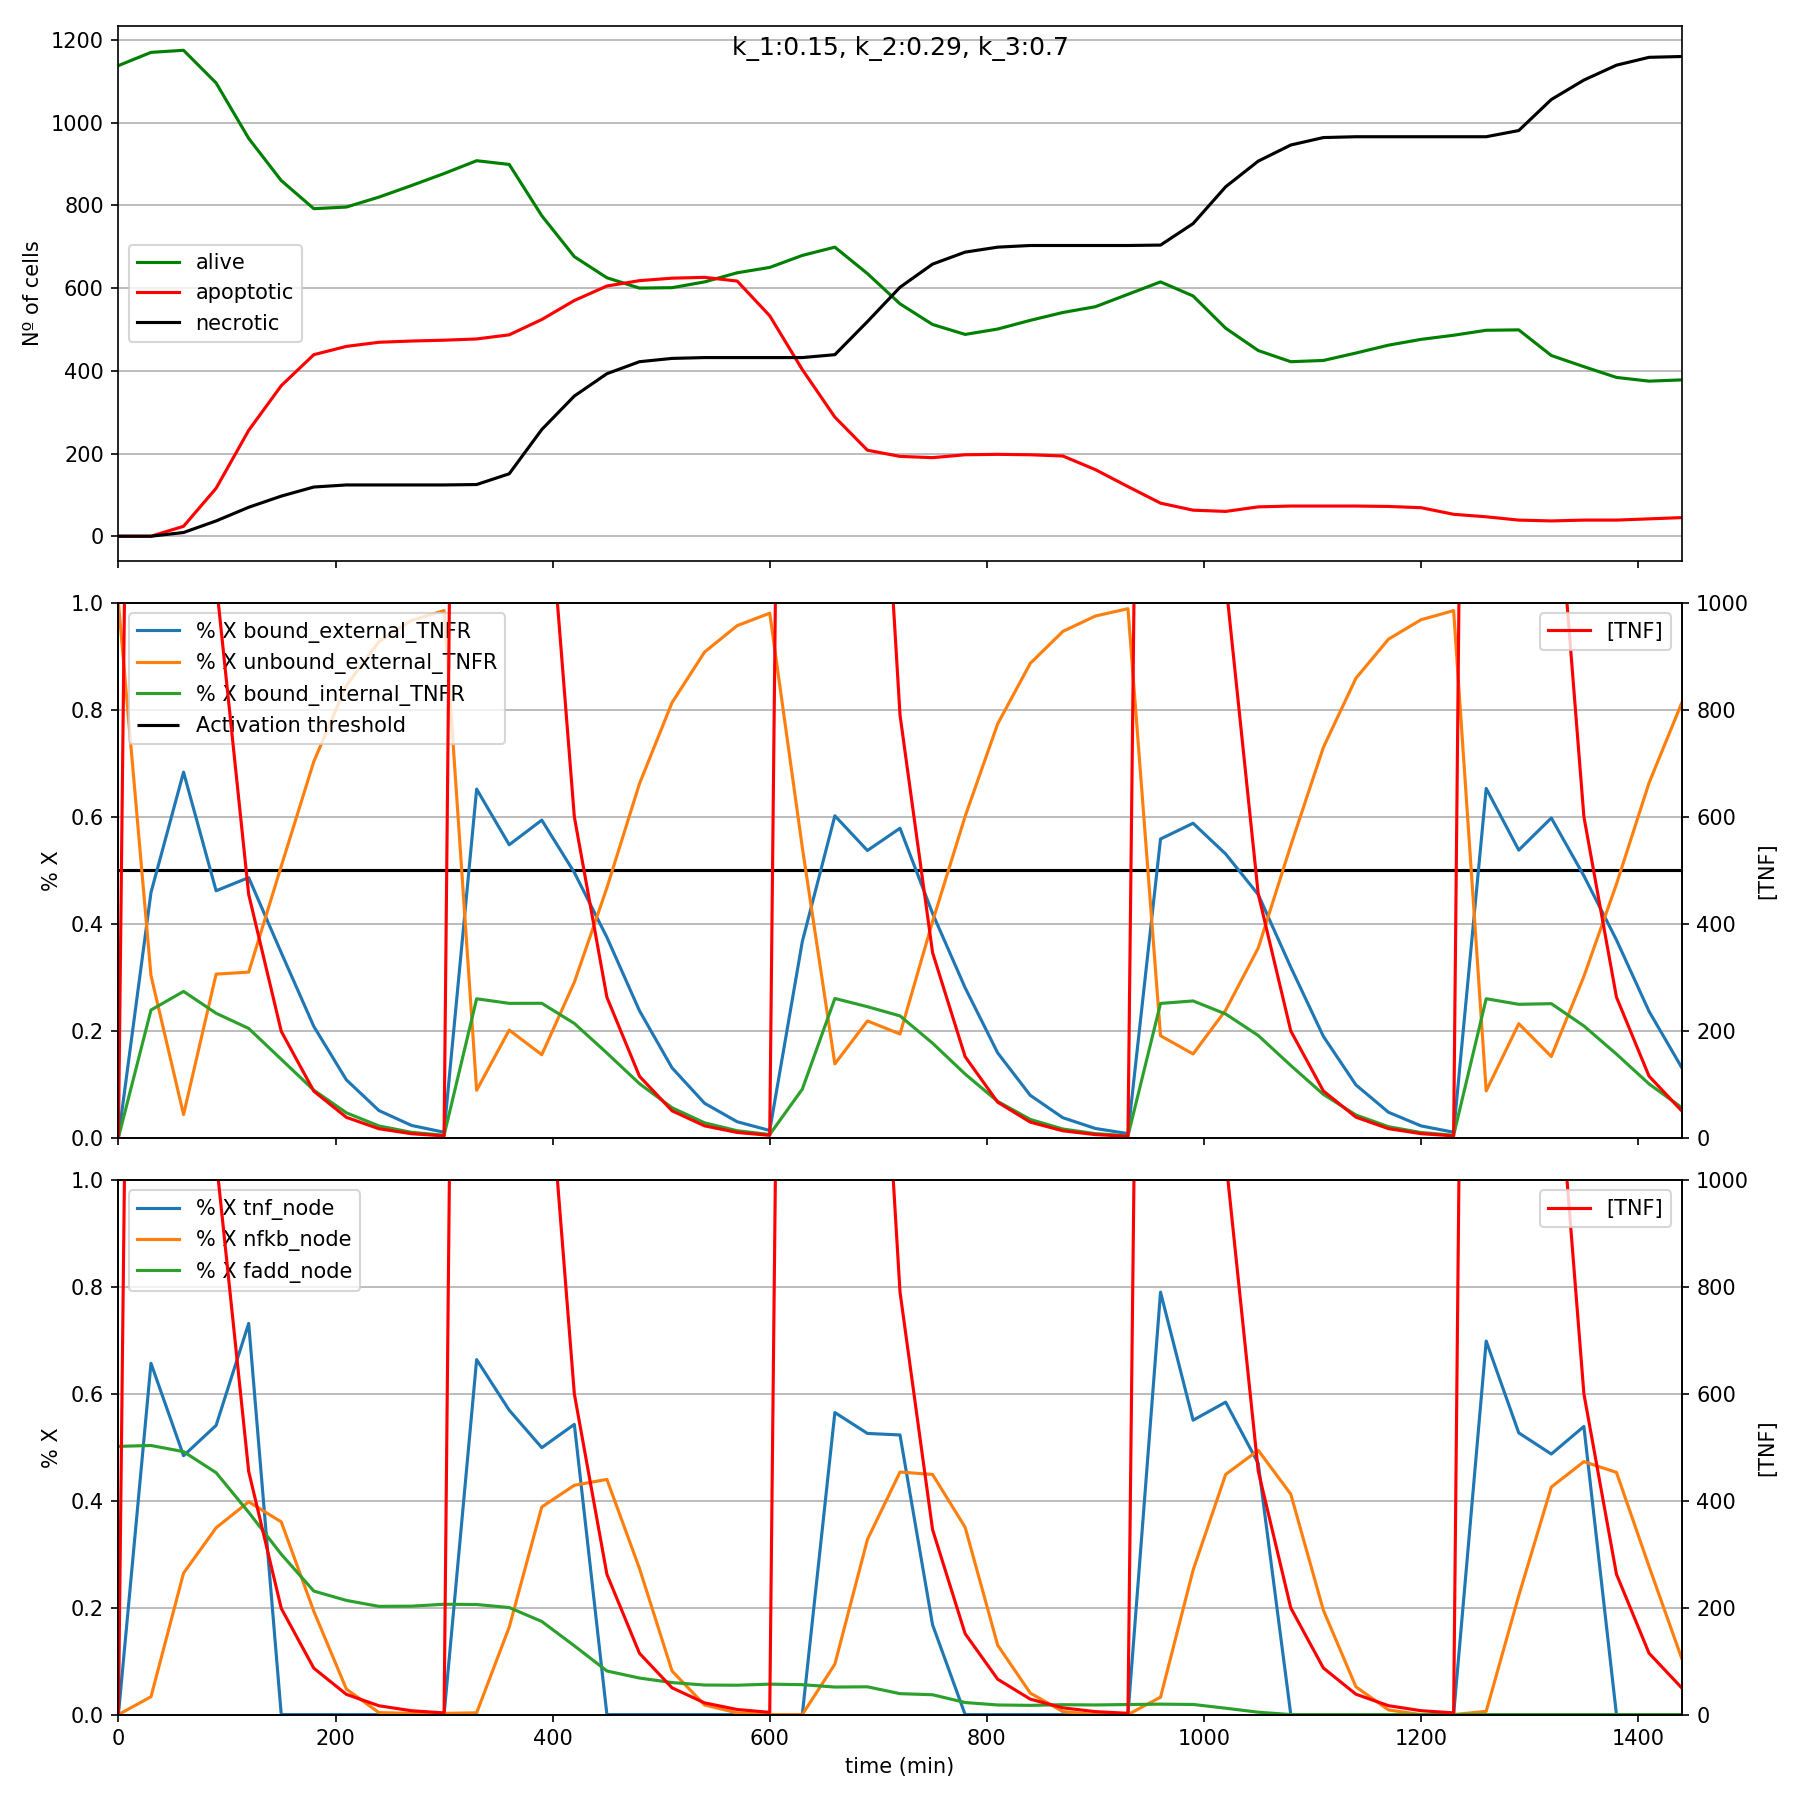 k_1:0.15, k_2:0.29, k_3:0.7
1200
1000
800
600
400
200
0
Nº of cells
alive
apoptotic
necrotic
1.0
0.8
0.6
0.4
0.2
0.0
% X
% X bound_external_TNFR
% X unbound_external_TNFR
% X bound_internal_TNFR
Activation threshold
[TNF]
1000
800
600
400
200
0
[TNF]
1.0
0.8
0.6
0.4
0.2
0.0
% X
% X tnf_node
% X nfkb_node
% X fadd_node
[TNF]
1000
800
600
400
200
0
[TNF]
0 200 400 600 800 1000 1200 1400
time (min)